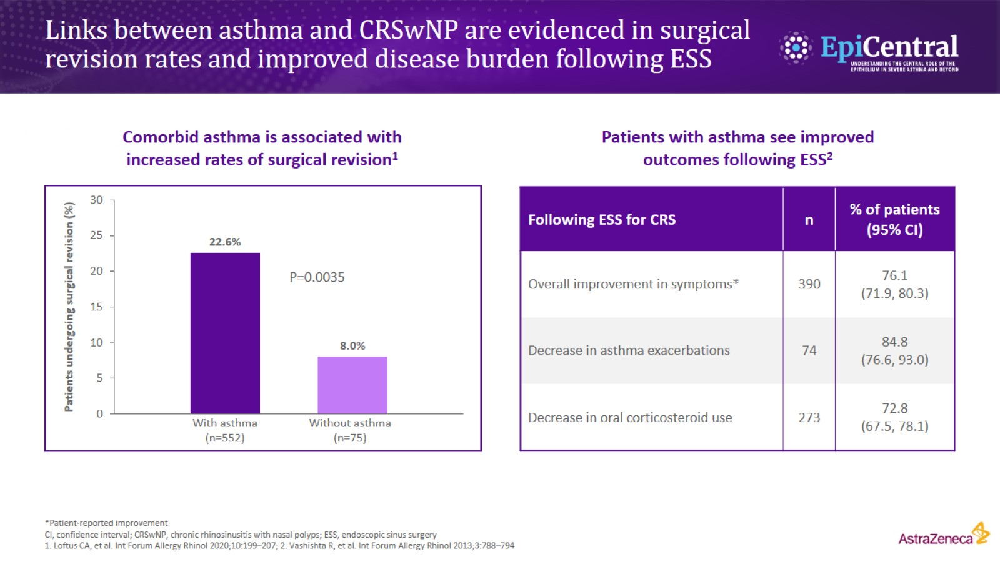 Links between asthma and CRSwNP are evidenced in surgical
revision rates and improved disease burden following ESS
EpiCentral
UNDERSTANDING THE CENTRAL ROLE OF THE
EPITHELIUM IN SEVERE ASTHMA AND BEYOND
Comorbid asthma is associated with
increased rates of surgical revision1
Patients undergoing surgical revision (%)
30
25
20
15
10
5
0
22.6%
P=0.0035
8.0%
With asthma
(n=552)
Without asthma
(n=75)
Patients with asthma see improved
outcomes following ESS2
Following ESS for CRS
n
% of patients
(95% CI)
Overall improvement in symptoms*
390
76.1
(71.9, 80.3)
Decrease in asthma exacerbations
74
84.8
(76.6, 93.0)
Decrease in oral corticosteroid use
273
72.8
(67.5, 78.1)
*Patient-reported improvement
CI, confidence interval; CRSwNP, chronic rhinosinusitis with nasal polyps; ESS, endoscopic sinus surgery
1. Loftus CA, et al. Int Forum Allergy Rhinol 2020;10:199–207; 2. Vashishta R, et al. Int Forum Allergy Rhinol 2013;3:788–794
AstraZeneca